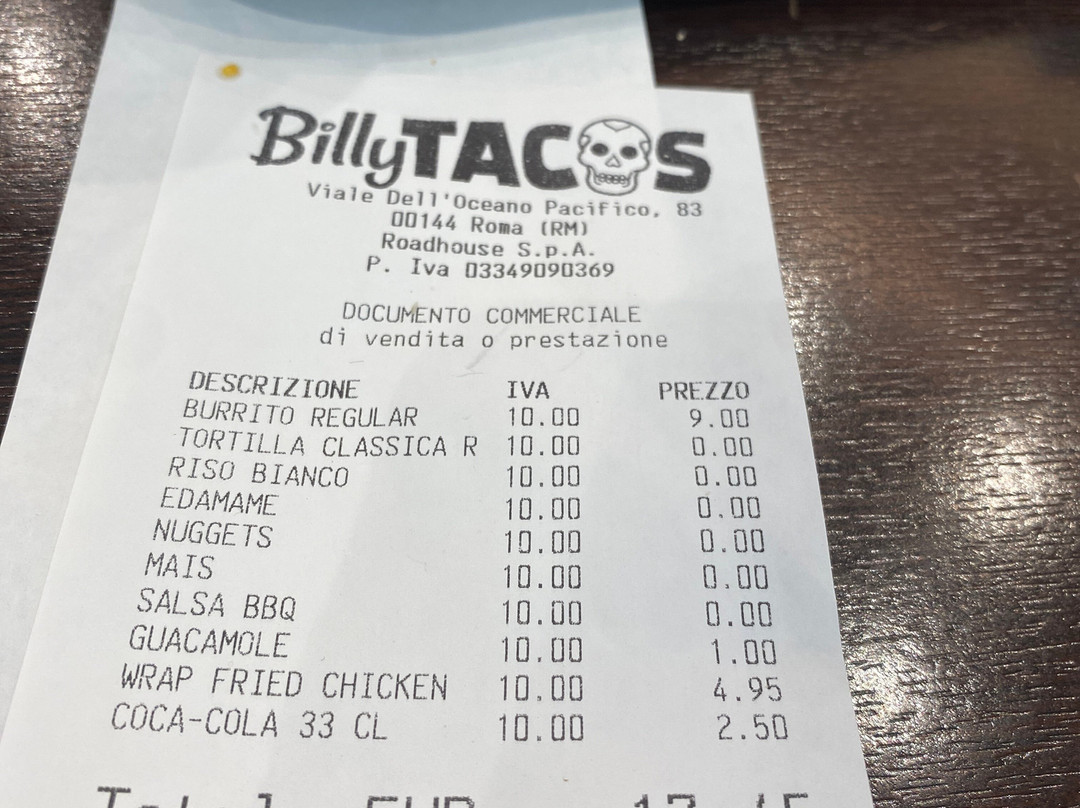 BillyTACOS
Viale Dell'Oceano Pacifico, 83
00144 Roma (RM)
Roadhouse S.p.A.
P. Iva 03349090369
DOCUMENTO COMMERCIALE
di vendita o prestazione
DESCRIZIONE IVA PREZZO
BURRITO REGULAR 10.00 9.00
TORTILLA CLASSICA R 10.00 0.00
RISO BIANCO 10.00 0.00
EDAMAME 10.00 0.00
NUGGETS 10.00 0.00
MAIS 10.00 0.00
SALSA BBQ 10.00 0.00
GUACAMOLE 10.00 1.00
WRAP FRIED CHICKEN 10.00 4.95
COCA-COLA 33 CL 10.00 2.50